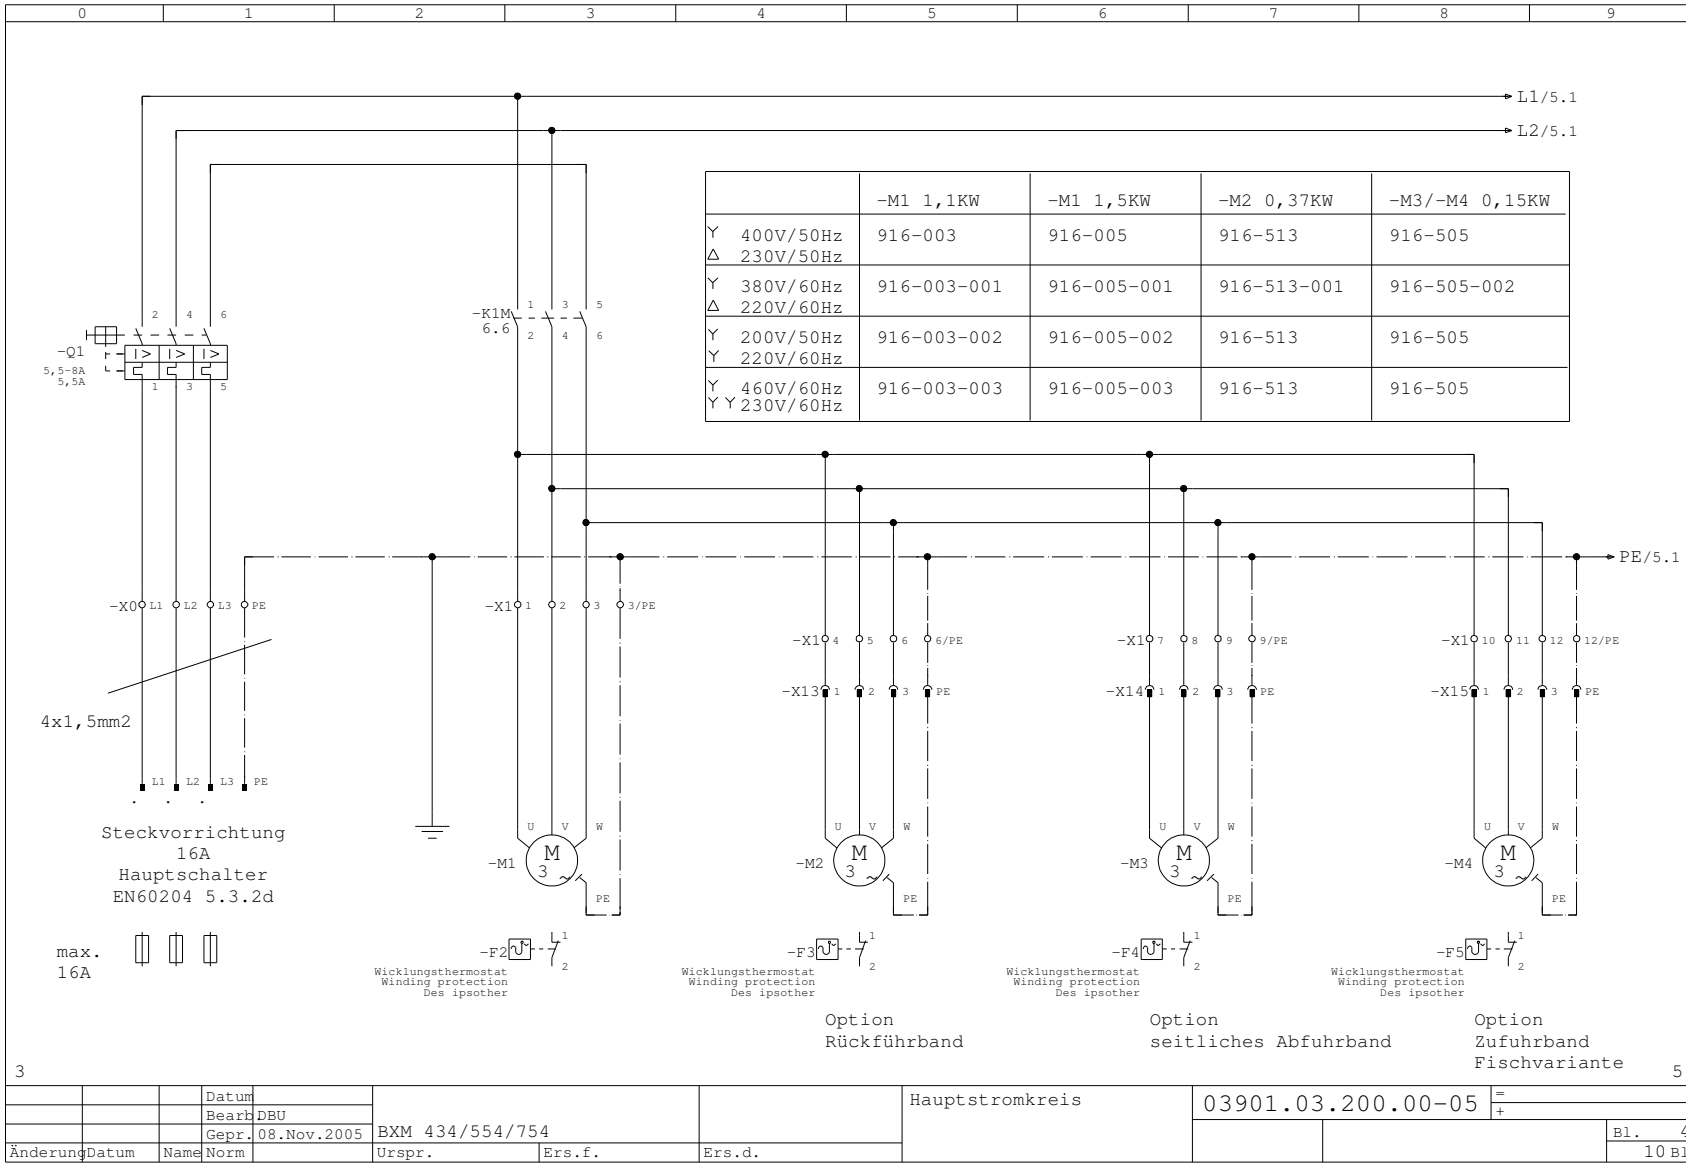 0 1 2 3 4 5 6 7 8 9
L1/5.1
L2/5.1
-M1 1,1KW -M1 1,5KW -M2 0,37KW -M3/-M4 0,15KW
400V/50Hz 916-003 916-005 916-513 916-505
230V/50Hz
380V/60Hz 916-003-001 916-005-001 916-513-001 916-505-002
220V/60Hz
200V/50Hz 916-003-002 916-005-002 916-513 916-505
220V/60Hz
460V/60Hz 916-003-003 916-005-003 916-513 916-505
230V/60Hz
2 4 6
-Q1
5,5-8A
5,5A
I> I> I>
1 3 5
1 3 5
-K1M
6.6
2 4 6
PE/5.1
-X0 L1 L2 L3 PE
-X1 1 2 3 3/PE
-X1 4 5 6 6/PE
-X1 7 8 9 9/PE
-X1 10 11 12 12/PE
-X13 1 2 3 PE
-X14 1 2 3 PE
-X15 1 2 3 PE
4x1,5mm2
L1 L2 L3 PE
Steckvorrichtung
16A
Hauptschalter
EN60204 5.3.2d
max.
16A
U V W
-M1 M
3 ~
PE
U V W
-M2 M
3 ~
PE
U V W
-M3 M
3 ~
PE
U V W
-M4 M
3 ~
PE
-F2 1
2
Wicklungsthermostat
Winding protection
Des ipsother
-F3 1
2
Wicklungsthermostat
Winding protection
Des ipsother
-F4 1
2
Wicklungsthermostat
Winding protection
Des ipsother
-F5 1
2
Wicklungsthermostat
Winding protection
Des ipsother
Option
Rückführband
Option
seitliches Abfuhrband
Option
Zufuhrband
Fischvariante
3
5
Datum
Bearb DBU
Gepr. 08.Nov.2005
Änderung Datum Name Norm
BXM 434/554/754
Urspr. Ers.f. Ers.d.
Hauptstromkreis
03901.03.200.00-05
=
+
Bl. 4
10 Bl